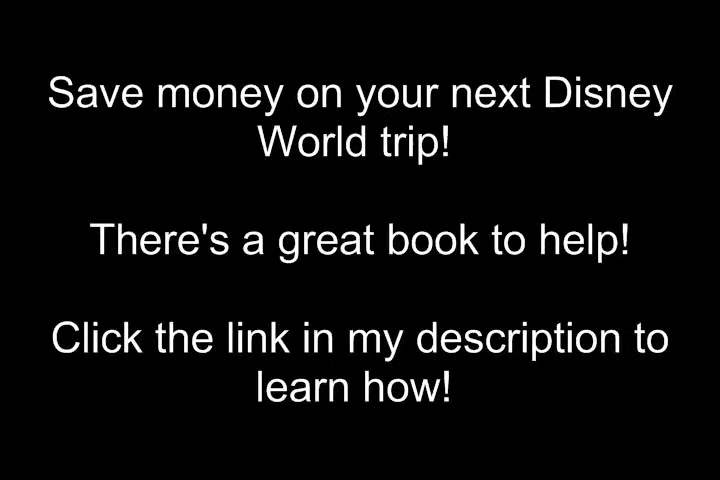 Save money on your next Disney
World trip!
There's a great book to help!
Click the link in my description to
learn how!